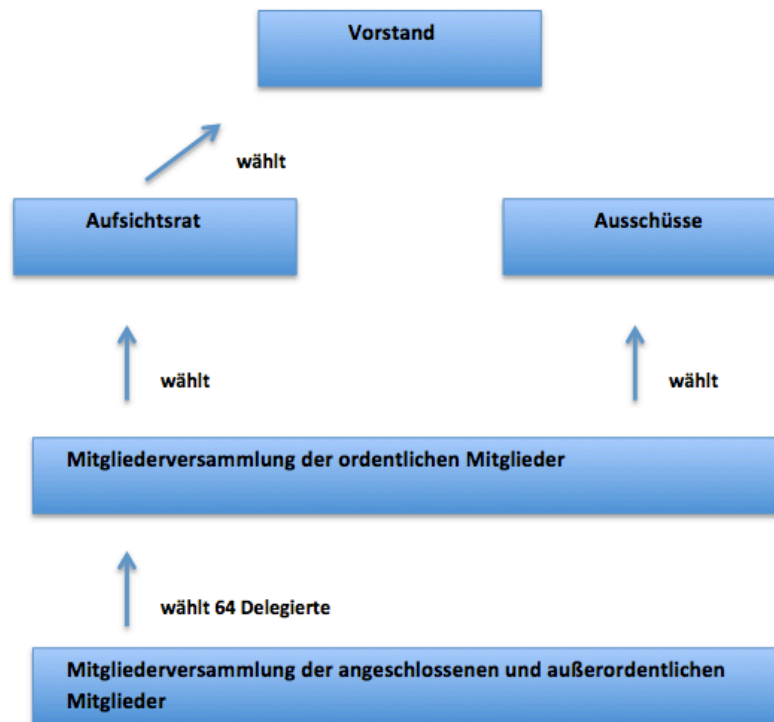 Vorstand
wählt
Aufsichtsrat
Ausschüsse
wählt
wählt
Mitgliederversammlung der ordentlichen Mitglieder
wählt 64 Delegierte
Mitgliederversammlung der angeschlossenen und außerordentlichen
Mitglieder